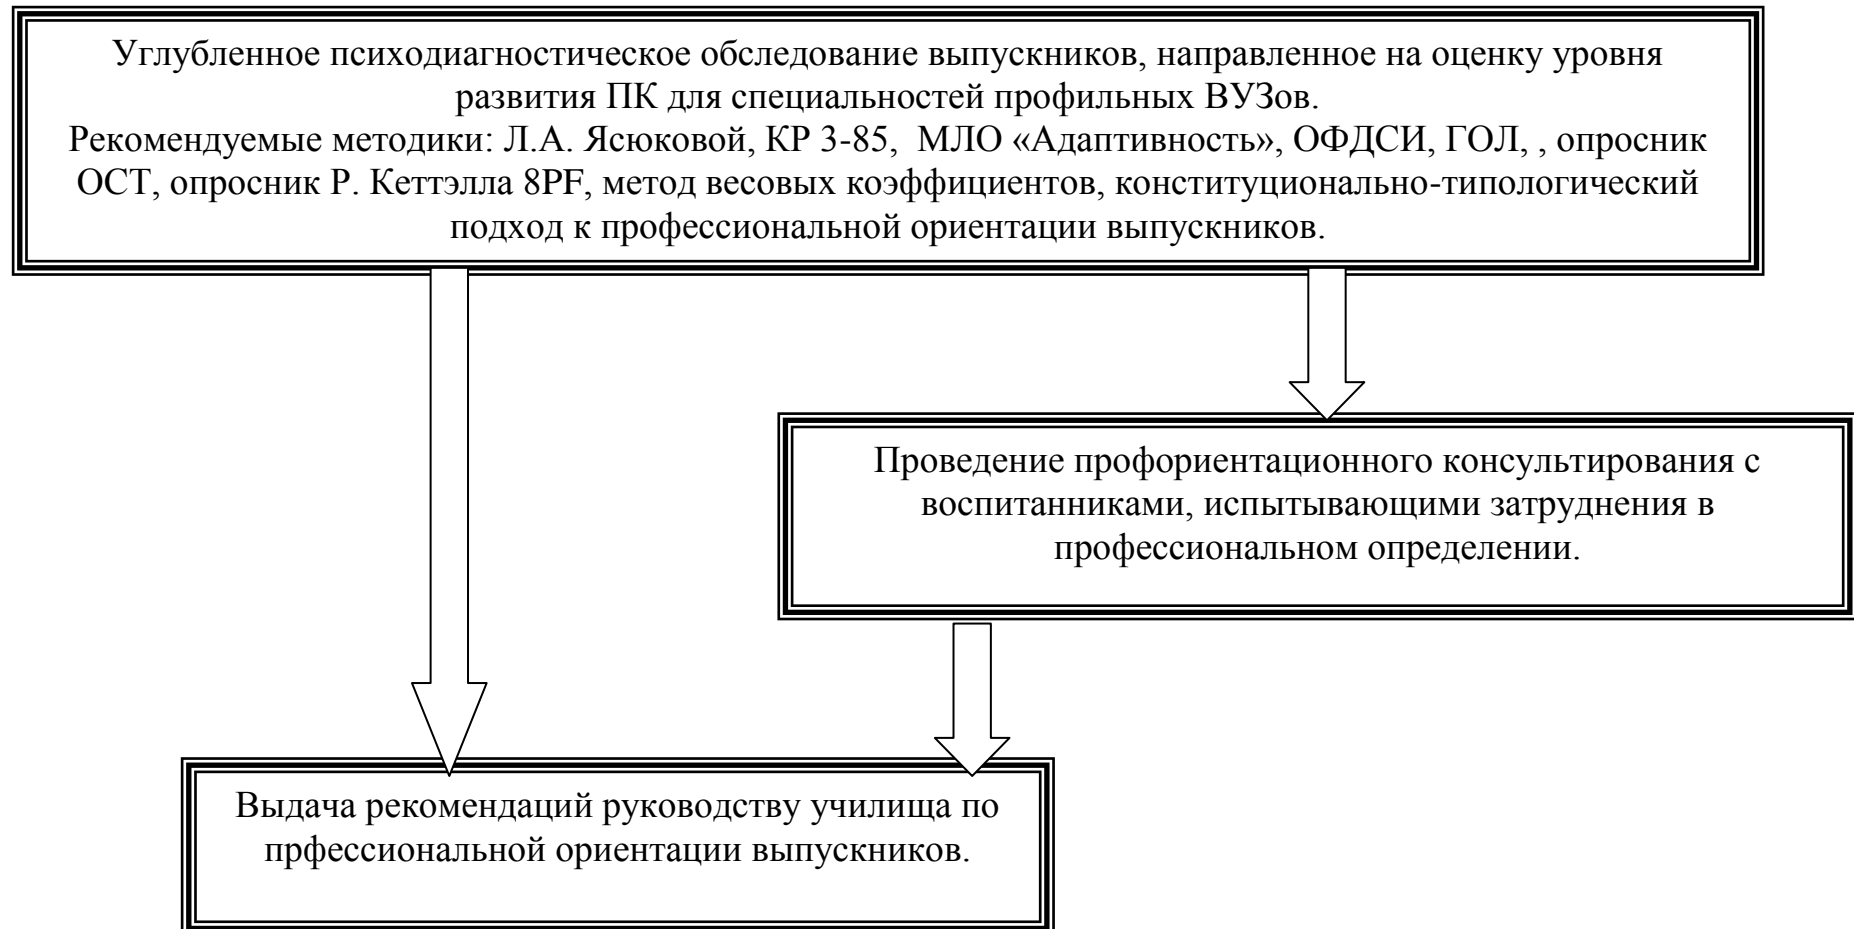 Углубленное психодиагностическое обследование выпускников, направленное на оценку уровня
развития ПК для специальностей профильных ВУЗов.
Рекомендуемые методики: Л.А. Ясюковой, КР 3-85, МЛО «Адаптивность», ОФДСИ, ГОЛ, , опросник
ОСТ, опросник Р. Кеттэлла 8PF, метод весовых коэффициентов, конституционально-типологический
подход к профессиональной ориентации выпускников.
Проведение профориентационного консультирования с
воспитанниками, испытывающими затруднения в
профессиональном определении.
Выдача рекомендаций руководству училища по
прфессиональной ориентации выпускников.